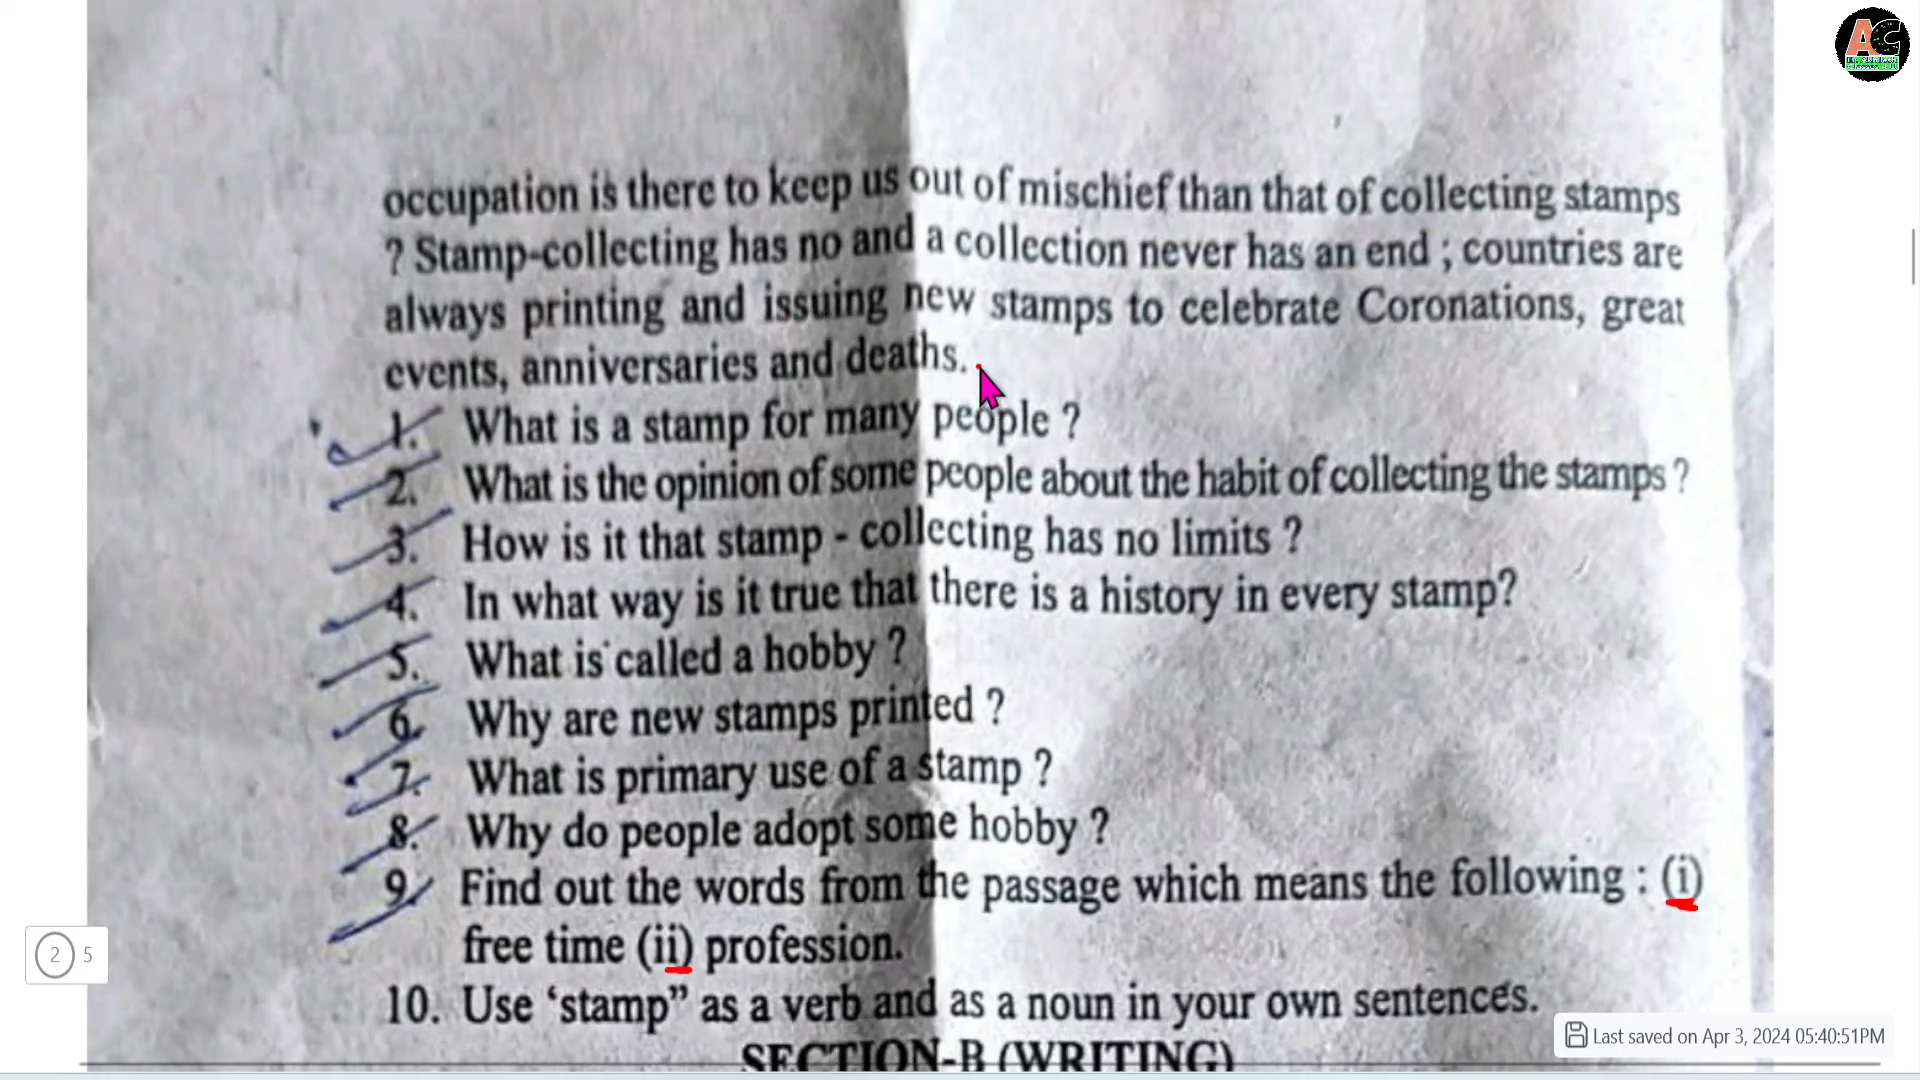 AC
occupation is there to keep us out of mischief than that of collecting stamps
? Stamp-collecting has no and a collection never has an end ; countries are
always printing and issuing new stamps to celebrate Coronations, great
events, anniversaries and deaths.
1. What is a stamp for many people ?
2. What is the opinion of some people about the habit of collecting the stamps ?
3. How is it that stamp - collecting has no limits ?
4. In what way is it true that there is a history in every stamp?
5. What is called a hobby ?
6. Why are new stamps printed ?
7. What is primary use of a stamp ?
8. Why do people adopt some hobby ?
9. Find out the words from the passage which means the following : (i)
free time (ii) profession.
10. Use ‘stamp” as a verb and as a noun in your own sentences.
SECTION-B (WRITING)
2 5
Last saved on Apr 3, 2024 05:40:51PM